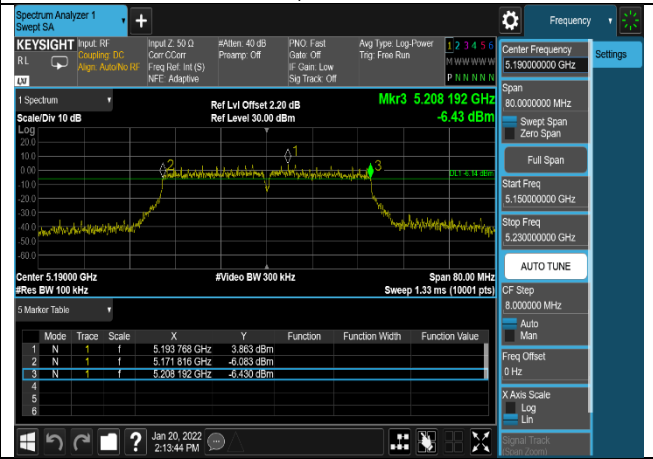 Spectrum Analyzer 1
Swept SA
Frequency
KEYSIGHT Input: RF Input Z: 50 Ω #Atten: 40 dB PNO: Fast Avg Type: Log-Power 1 2 3 4 5 6
RL Coupling: DC Corr CCorr Preamp: Off Gate: Off Trig: Free Run M W W W W W
Align: Auto/No RF Freq Ref: Int (S) IF Gain: Low
NFE: Adaptive Sig Track: Off P N N N N N
LXI
Center Frequency
5.190000000 GHz
Settings
Span
80.0000000 MHz
Swept Span
Zero Span
Full Span
Start Freq
5.150000000 GHz
Stop Freq
5.230000000 GHz
AUTO TUNE
CF Step
8.000000 MHz
Auto
Man
Freq Offset
0 Hz
X Axis Scale
Log
Lin
Signal Track
(Span Zoom)
1 Spectrum
Ref Lvl Offset 2.20 dB Mkr3 5.208 192 GHz
Scale/Div 10 dB Ref Level 30.00 dBm -6.43 dBm
Log
20.0
10.0
0.00
-10.0
-20.0
-30.0
-40.0
-50.0
-60.0
2
1
3
DL1 -6.14 dBm
Center 5.19000 GHz #Video BW 300 kHz Span 80.00 MHz
#Res BW 100 kHz Sweep 1.33 ms (10001 pts)
5 Marker Table
Mode Trace Scale X Y Function Function Width Function Value
1 N 1 f 5.193 768 GHz 3.863 dBm
2 N 1 f 5.171 816 GHz -6.083 dBm
3 N 1 f 5.208 192 GHz -6.430 dBm
4
5
6
? Jan 20, 2022
2:13:44 PM